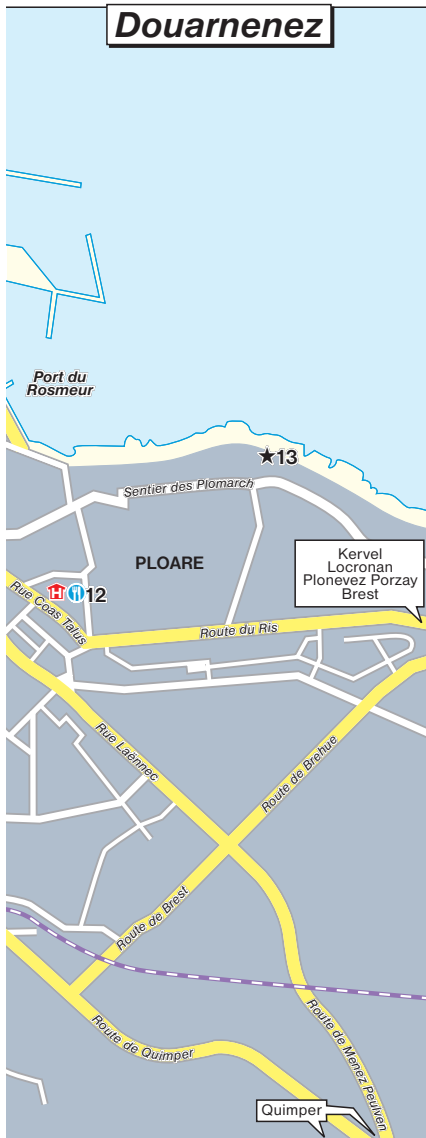 Douarnenez
Port du
Rosmeur
13
Sentier des Plomarch
PLOARE
Kervel
Locronan
Plonevez Porzay
Brest
H
12
Rue Coas Talus
Route du Ris
Rue Laënnec
Route de Brehue
Route de Brest
Route de Menez Peulven
Route de Quimper
Quimper